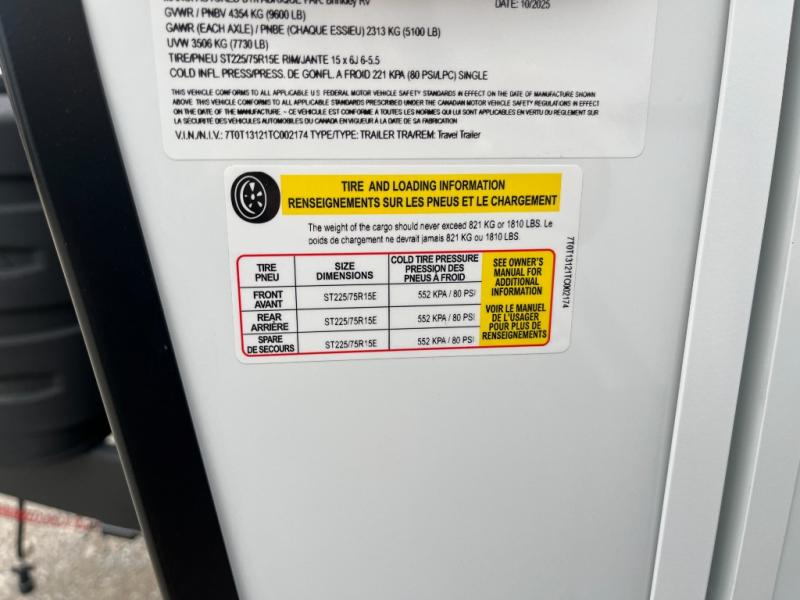 MANUFACTURED BY/FABRIQUE PAR: Brinkley RV
DATE: 10/2025
GVWR / PNBV 4354 KG (9600 LB)
GAWR (EACH AXLE) / PNBE (CHAQUE ESSIEU) 2313 KG (5100 LB)
UVW 3506 KG (7730 LB)
TIRE/PNEU ST225/75R15E RIM/JANTE 15 x 6J 6-5.5
COLD INFL. PRESS/PRESS. DE GONFL. A FROID 221 KPA (80 PSI/LPC) SINGLE
THIS VEHICLE CONFORMS TO ALL APPLICABLE U S FEDERAL MOTOR VEHICLE SAFETY STANDARDS IN EFFECT ON THE DATE OF MANUFACTURE SHOWN
ABOVE THIS VEHICLE CONFORMS TO ALL APPLICABLE STANDARDS PRESCRIBED UNDER THE CANADIAN MOTOR VEHICLE SAFETY REGULATIONS IN EFFECT
ON THE DATE OF THE MANUFACTURE - CE VÉHICULE EST CONFORME À TOUTES LES NORMES QUI LUI SONT APPLICABLES EN VERTU DU RÈGLEMENT SUR
LA SÉCURITÉ DES VÉHICULES AUTOMOBILES DU CANADA EN VIGUEUR À LA DATE DE SA FABRICATION
V.I.N./N.I.V.: 7T0T13121TC002174 TYPE/TYPE: TRAILER TRA/REM: Travel Trailer
TIRE AND LOADING INFORMATION
RENSEIGNEMENTS SUR LES PNEUS ET LE CHARGEMENT
The weight of the cargo should never exceed 821 KG or 1810 LBS. Le
poids de chargement ne devrait jamais 821 KG ou 1810 LBS.
TIRE
PNEU
SIZE
DIMENSIONS
COLD TIRE PRESSURE
PRESSION DES
PNEUS À FROID
FRONT
AVANT
ST225/75R15E
552 KPA / 80 PSI
REAR
ARRIÈRE
ST225/75R15E
552 KPA / 80 PSI
SPARE
DE SECOURS
ST225/75R15E
552 KPA / 80 PSI
SEE OWNER'S
MANUAL FOR
ADDITIONAL
INFORMATION
VOIR LE MANUEL
DE L'USAGER
POUR PLUS DE
RENSEIGNEMENTS
7T0T13121TC002174